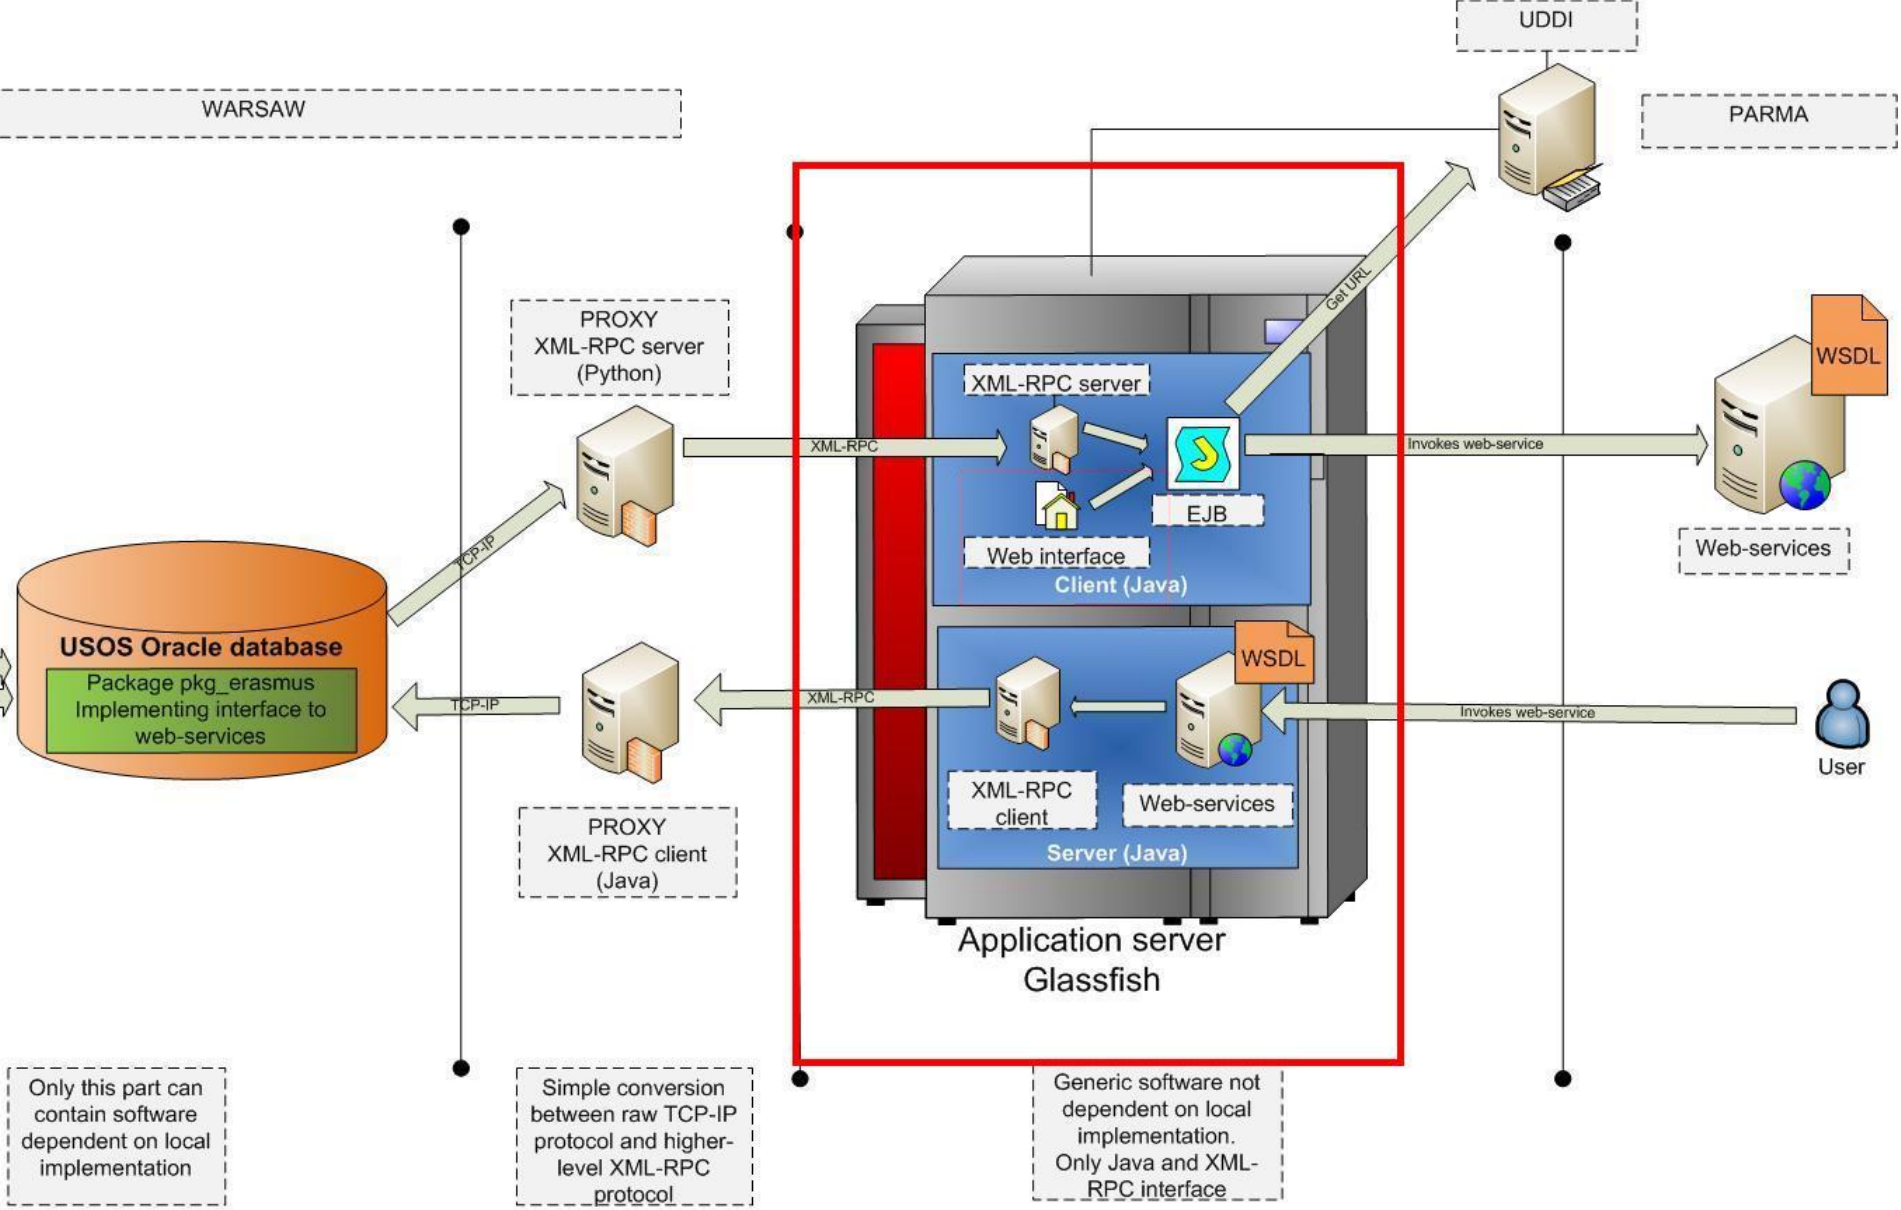 UDDI
WARSAW
PARMA
PROXY
XML-RPC server
(Python)
Get URL
WSDL
XML-RPC server
XML-RPC
Invokes web-service
EJB
TCP-IP
Web interface
Web-services
Client (Java)
USOS Oracle database
Package pkg_erasmus
Implementing interface to
web-services
TCP-IP
XML-RPC
WSDL
Invokes web-service
User
XML-RPC
client
Web-services
PROXY
XML-RPC client
(Java)
Server (Java)
Application server
Glassfish
Only this part can
contain software
dependent on local
implementation
Simple conversion
between raw TCP-IP
protocol and higher-
level XML-RPC
protocol
Generic software not
dependent on local
implementation.
Only Java and XML-
RPC interface